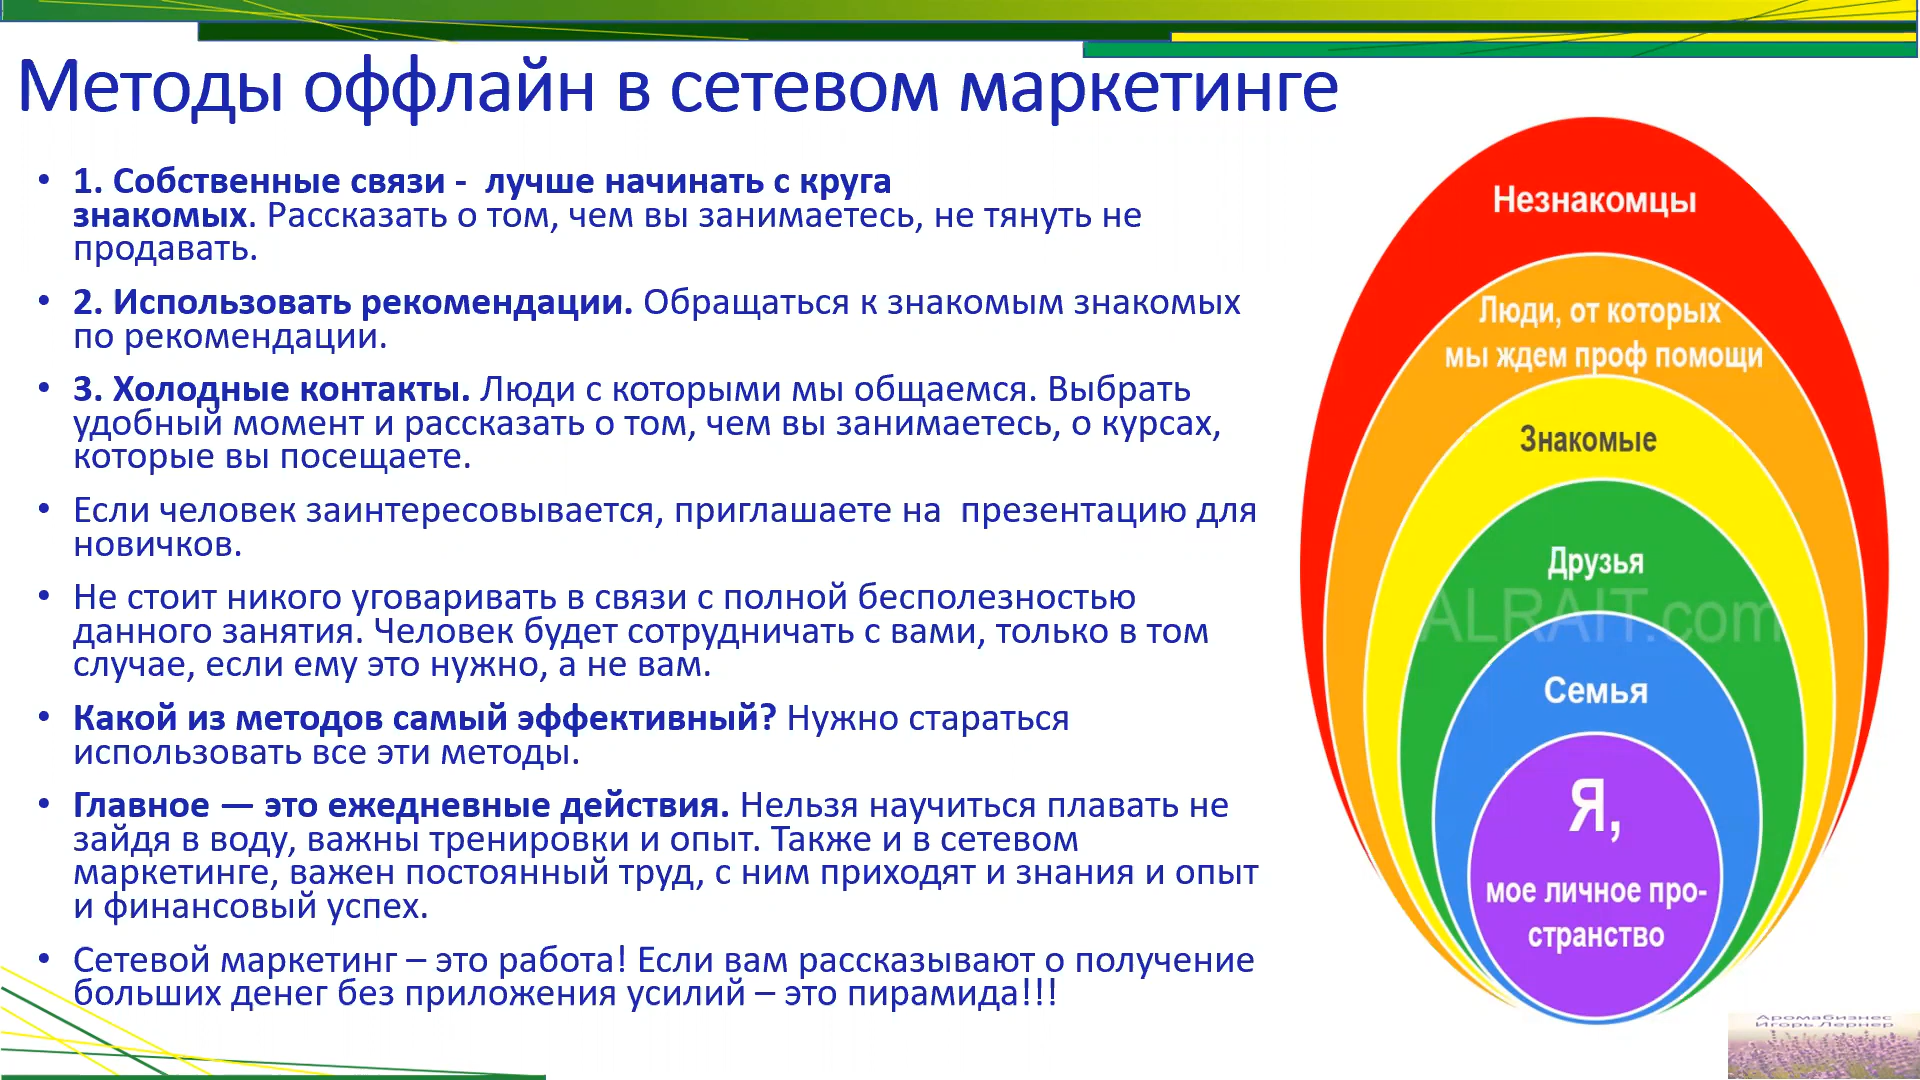 Методы оффлайн в сетевом маркетинге
• 1. Собственные связи - лучше начинать с круга
знакомых. Рассказать о том, чем вы занимаетесь, не тянуть не
продавать.
• 2. Использовать рекомендации. Обращаться к знакомым знакомых
по рекомендации.
• 3. Холодные контакты. Люди с которыми мы общаемся. Выбрать
удобный момент и рассказать о том, чем вы занимаетесь, о курсах,
которые вы посещаете.
• Если человек заинтересовывается, приглашаете на презентацию для
новичков.
• Не стоит никого уговаривать в связи с полной бесполезностью
данного занятия. Человек будет сотрудничать с вами, только в том
случае, если ему это нужно, а не вам.
• Какой из методов самый эффективный? Нужно стараться
использовать все эти методы.
• Главное — это ежедневные действия. Нельзя научиться плавать не
зайдя в воду, важны тренировки и опыт. Также и в сетевом
маркетинге, важен постоянный труд, с ним приходят и знания и опыт
и финансовый успех.
• Сетевой маркетинг – это работа! Если вам рассказывают о получение
больших денег без приложения усилий – это пирамида!!!
Незнакомцы
Люди, от которых
мы ждем проф помощи
Знакомые
Друзья
ALRAIT.com
Семья
Я,
мое личное про-
странство
Аромабизнес
Игорь Лернер